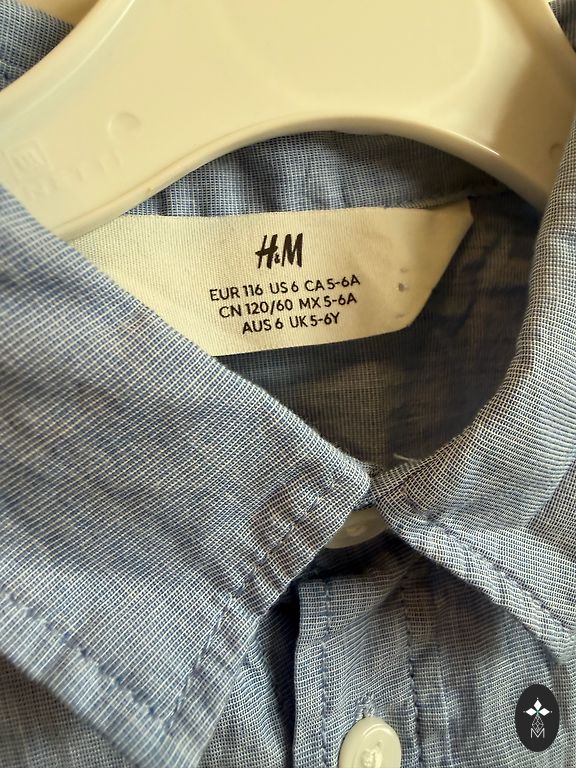 H&M
EUR 116 US 6 CA 5-6A
CN 120/60 MX 5-6A
AUS 6 UK 5-6Y